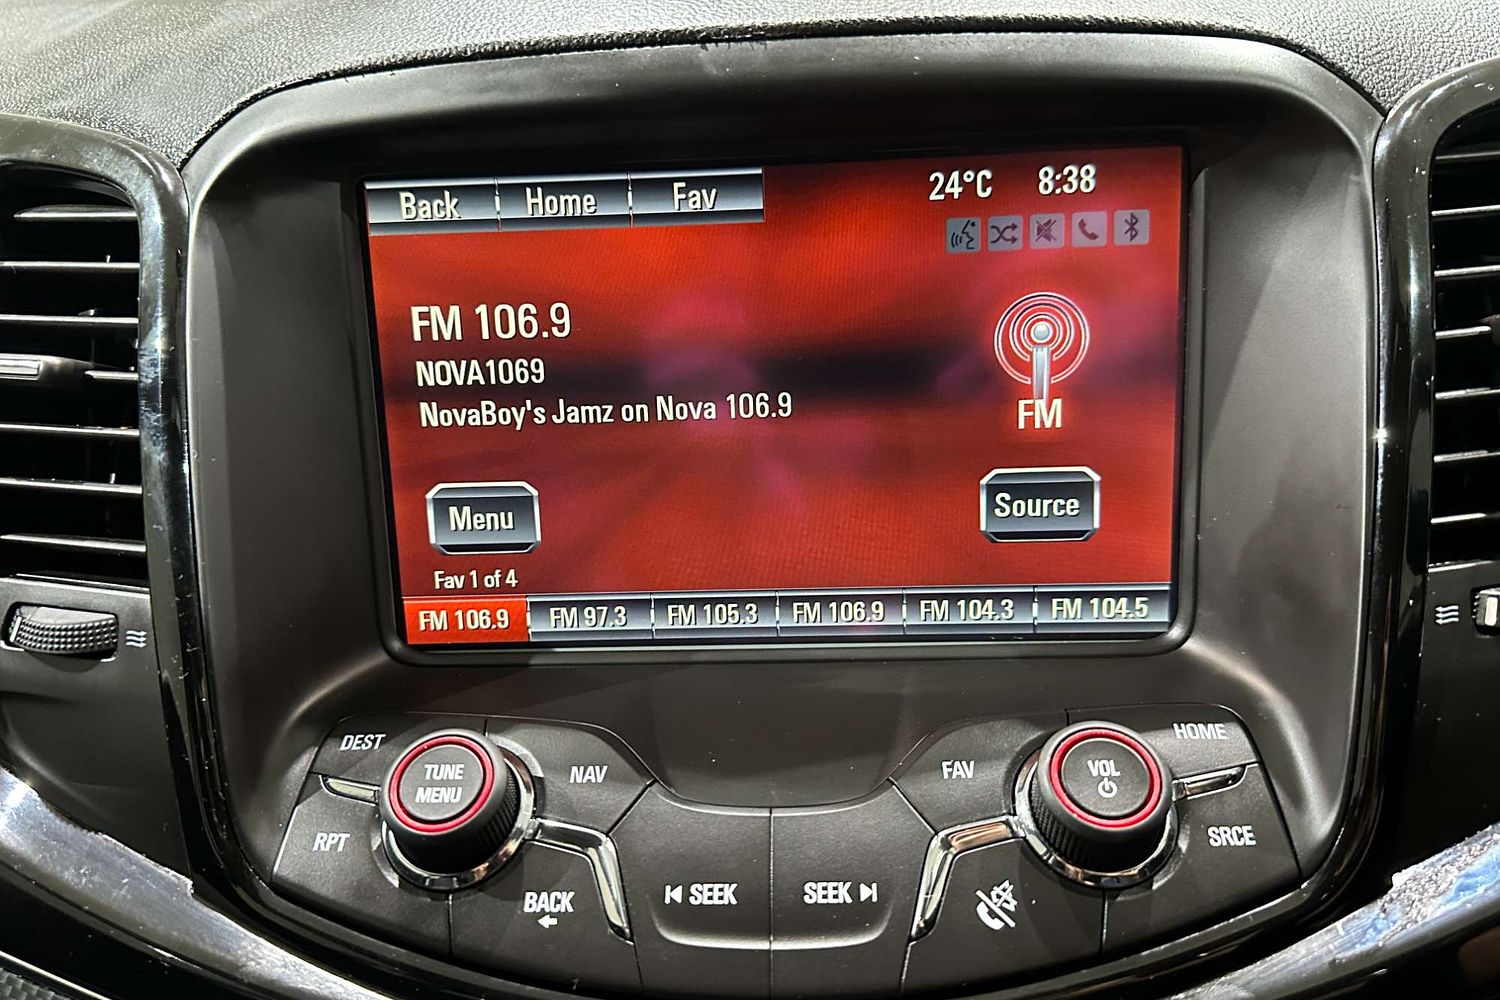 Back Home Fav 24°C 8:38
FM 106.9
NOVA1069
NovaBoy's Jamz on Nova 106.9
FM
Menu
Source
Fav 1 of 4
FM 106.9 FM 97.3 FM 105.3 FM 106.9 FM 104.3 FM 104.5
DEST
TUNE
MENU
NAV
RPT
BACK
SEEK
SEEK
FAV
VOL
HOME
SRCE